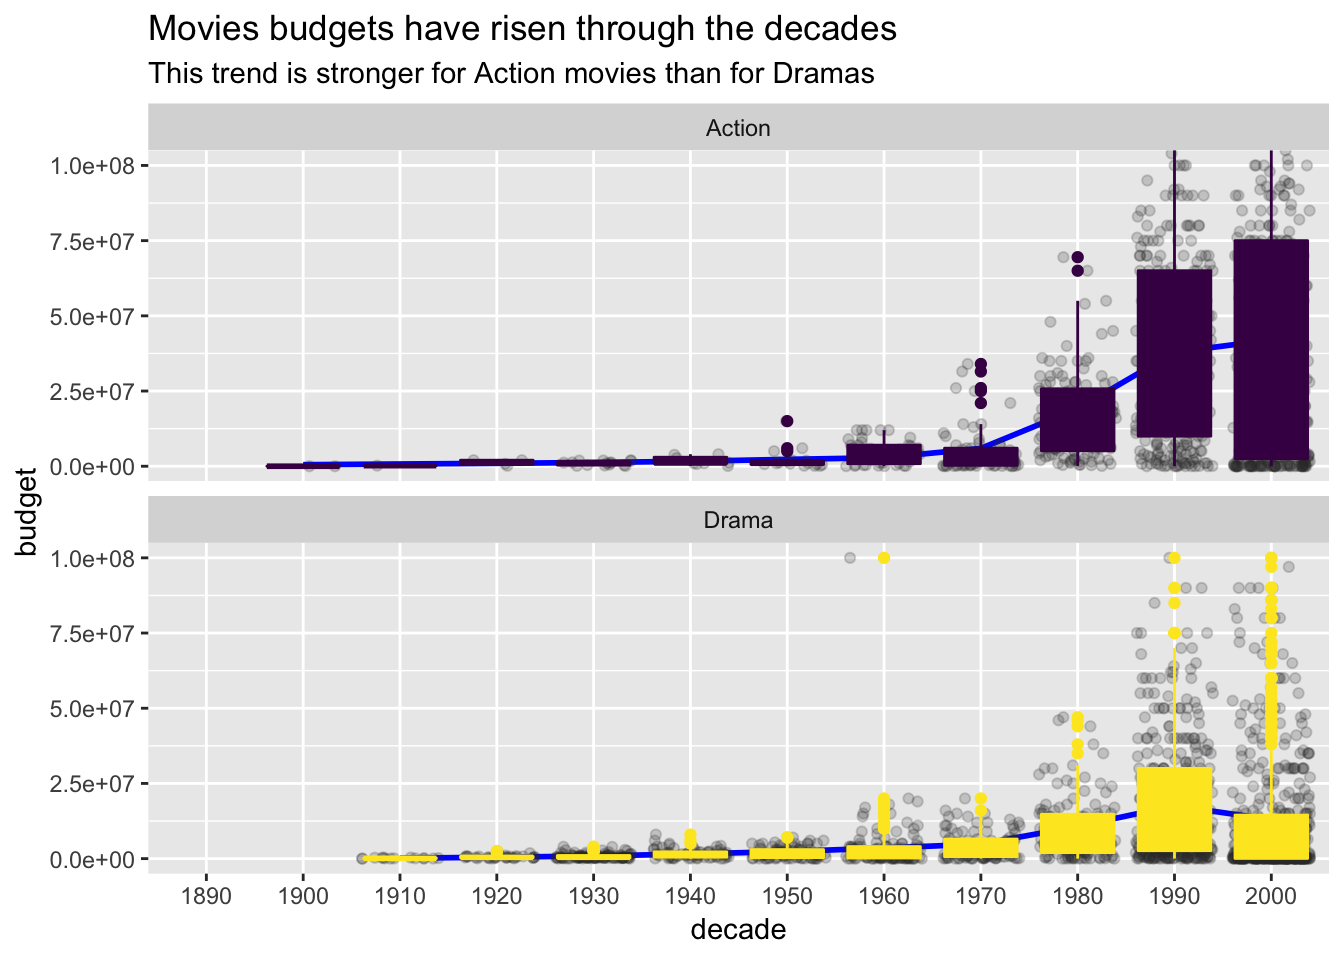 Movies budgets have risen through the decades
This trend is stronger for Action movies than for Dramas
Action
1.0e+08
7.5e+07
5.0e+07
2.5e+07
0.0e+00
budget
Drama
1.0e+08
7.5e+07
5.0e+07
2.5e+07
0.0e+00
1890 1900 1910 1920 1930 1940 1950 1960 1970 1980 1990 2000
decade